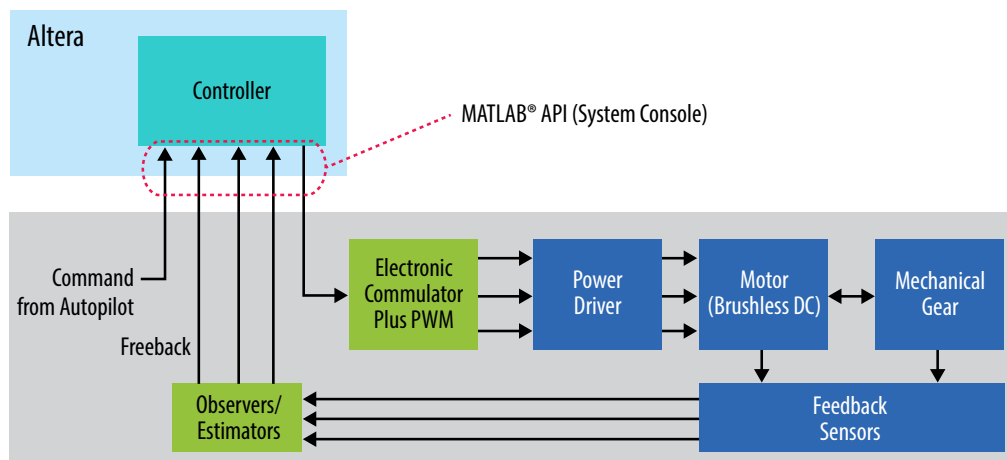 Altera
Controller
MATLAB® API (System Console)
Command
from Autopilot
Freeback
Electronic
Commulator
Plus PWM
Power
Driver
Motor
(Brushless DC)
Mechanical
Gear
Observers/
Estimators
Feedback
Sensors